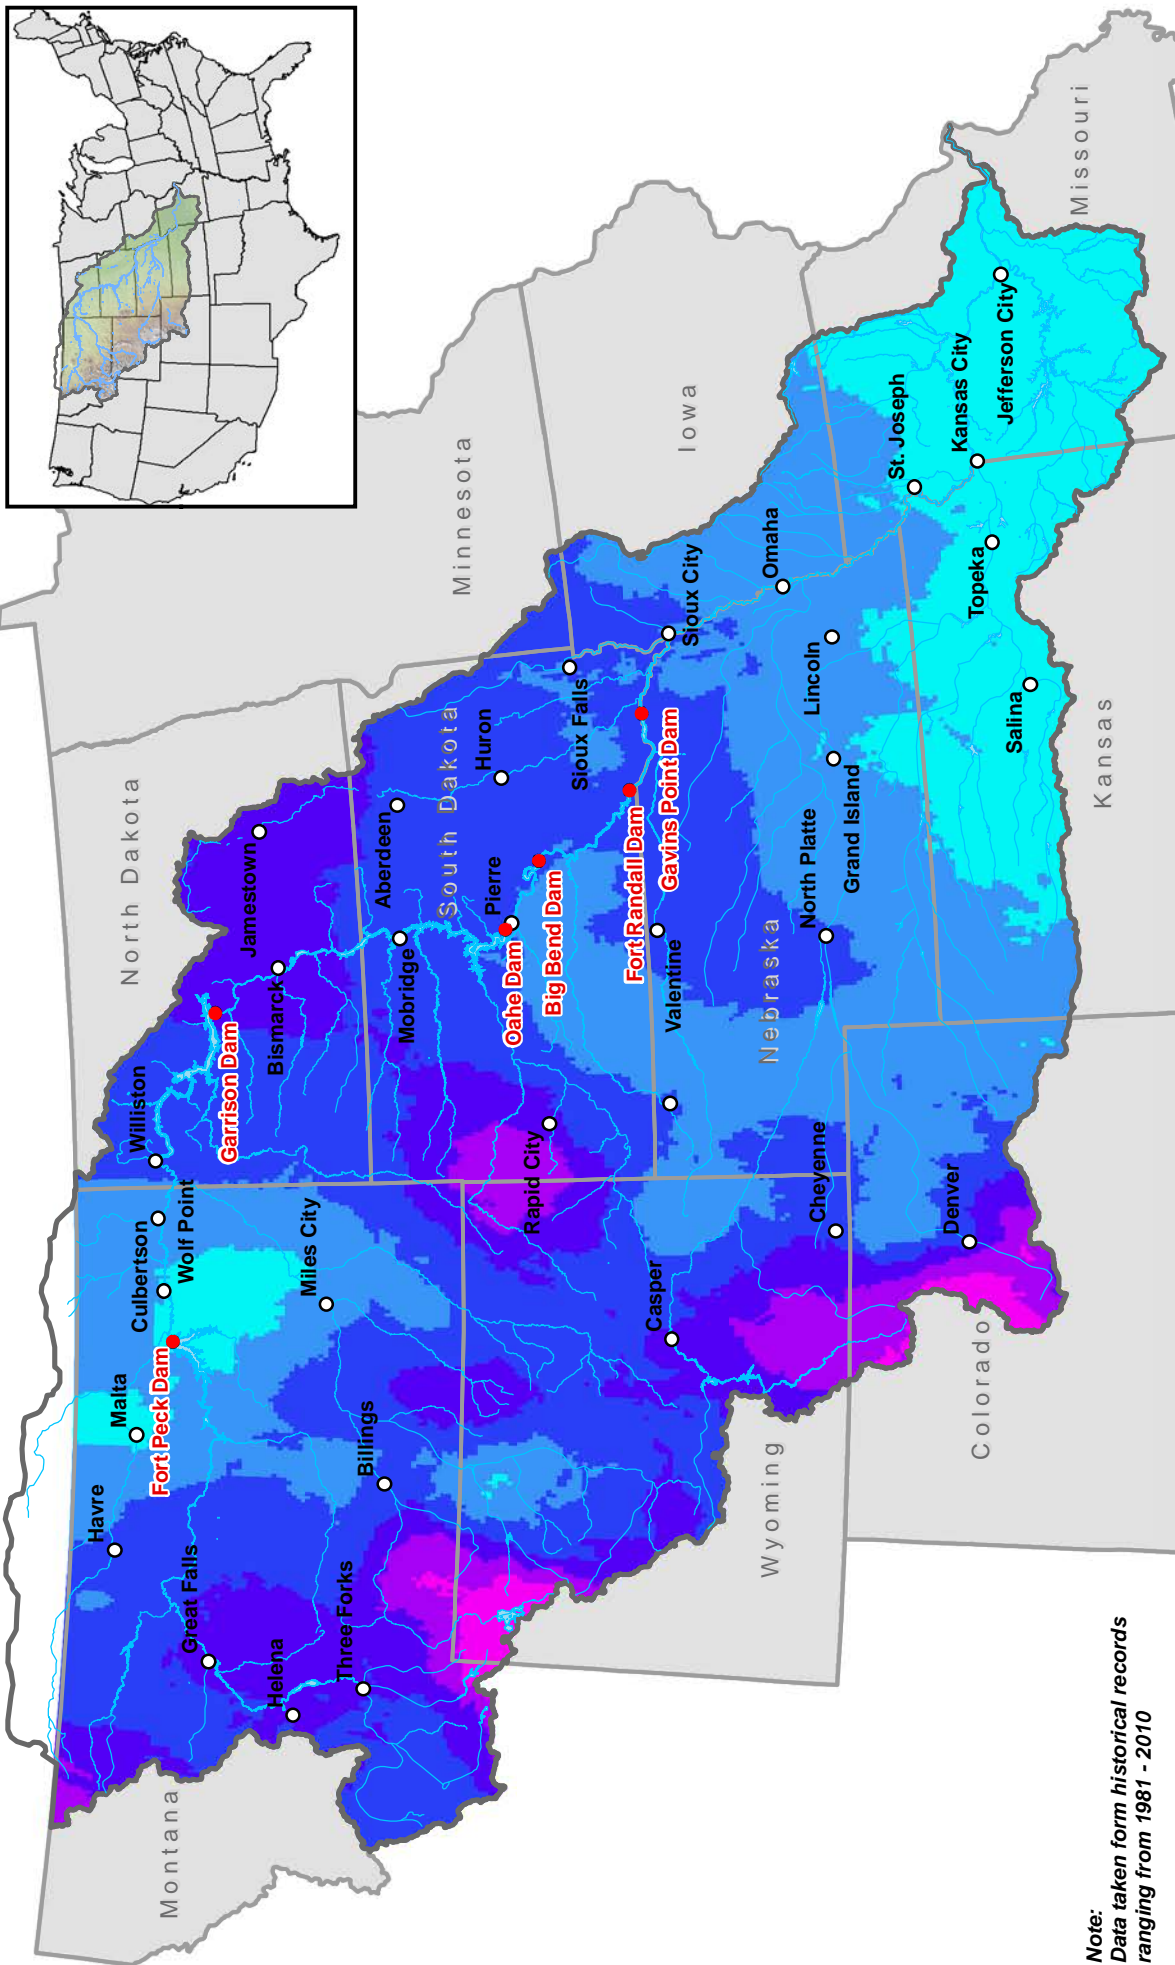 North Dakota
Minnesota
Montana
South Dakota
Iowa
Wyoming
Nebraska
Colorado
Kansas
Missouri
Havre
Malta
Culbertson
Wolf Point
Williston
Fort Peck Dam
Garrison Dam
Jamestown
Great Falls
Bismarck
Helena
Miles City
Three Forks
Billings
Mobridge
Aberdeen
Huron
Pierre
Oahe Dam
Big Bend Dam
Rapid City
Sioux Falls
Fort Randall Dam
Gavins Point Dam
Sioux City
Casper
Valentine
Omaha
Cheyenne
North Platte
Grand Island
Lincoln
St. Joseph
Denver
Kansas City
Topeka
Salina
Jefferson City
Note:
Data taken form historical records
ranging from 1981 - 2010